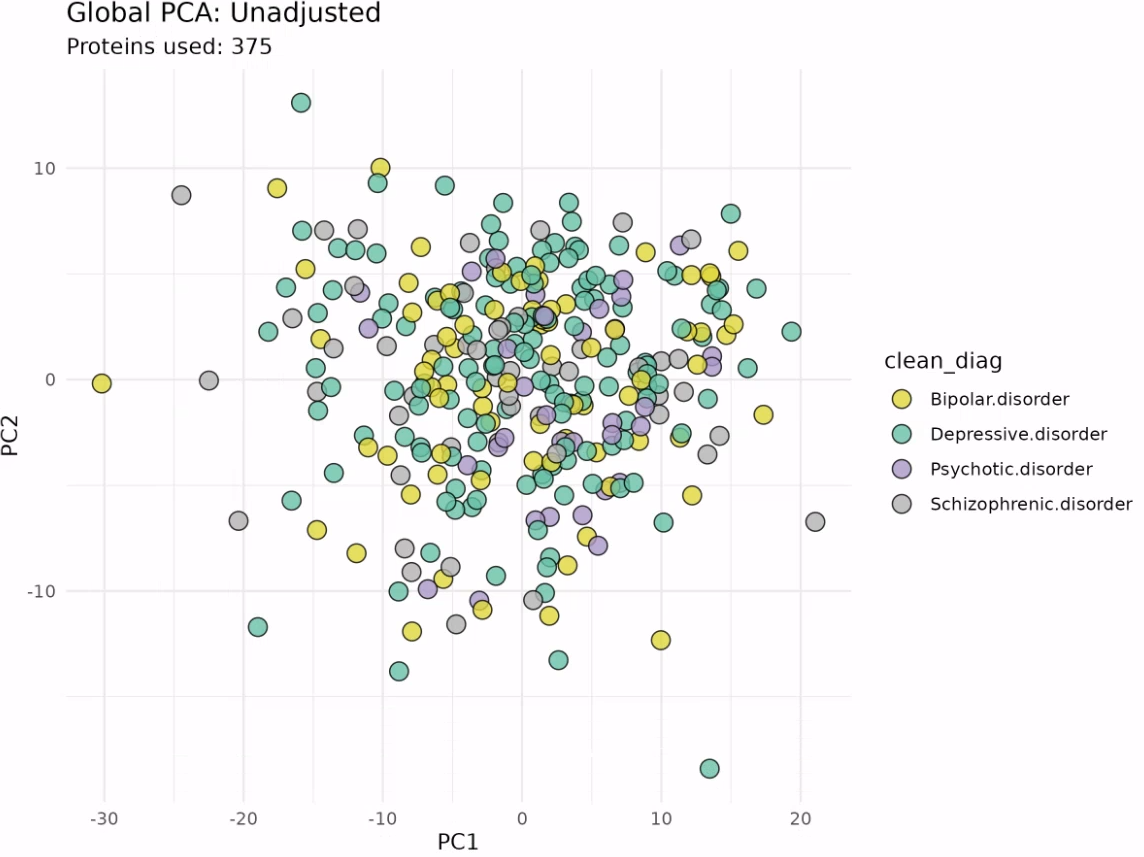 Global PCA: Unadjusted
Proteins used: 375
10
0
-10
PC2
-30
-20
-10
0
10
20
PC1
clean_diag
Bipolar.disorder
Depressive.disorder
Psychotic.disorder
Schizophrenic.disorder